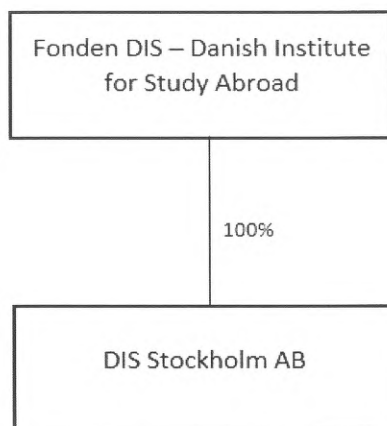 Fonden DIS – Danish Institute
for Study Abroad
100%
DIS Stockholm AB